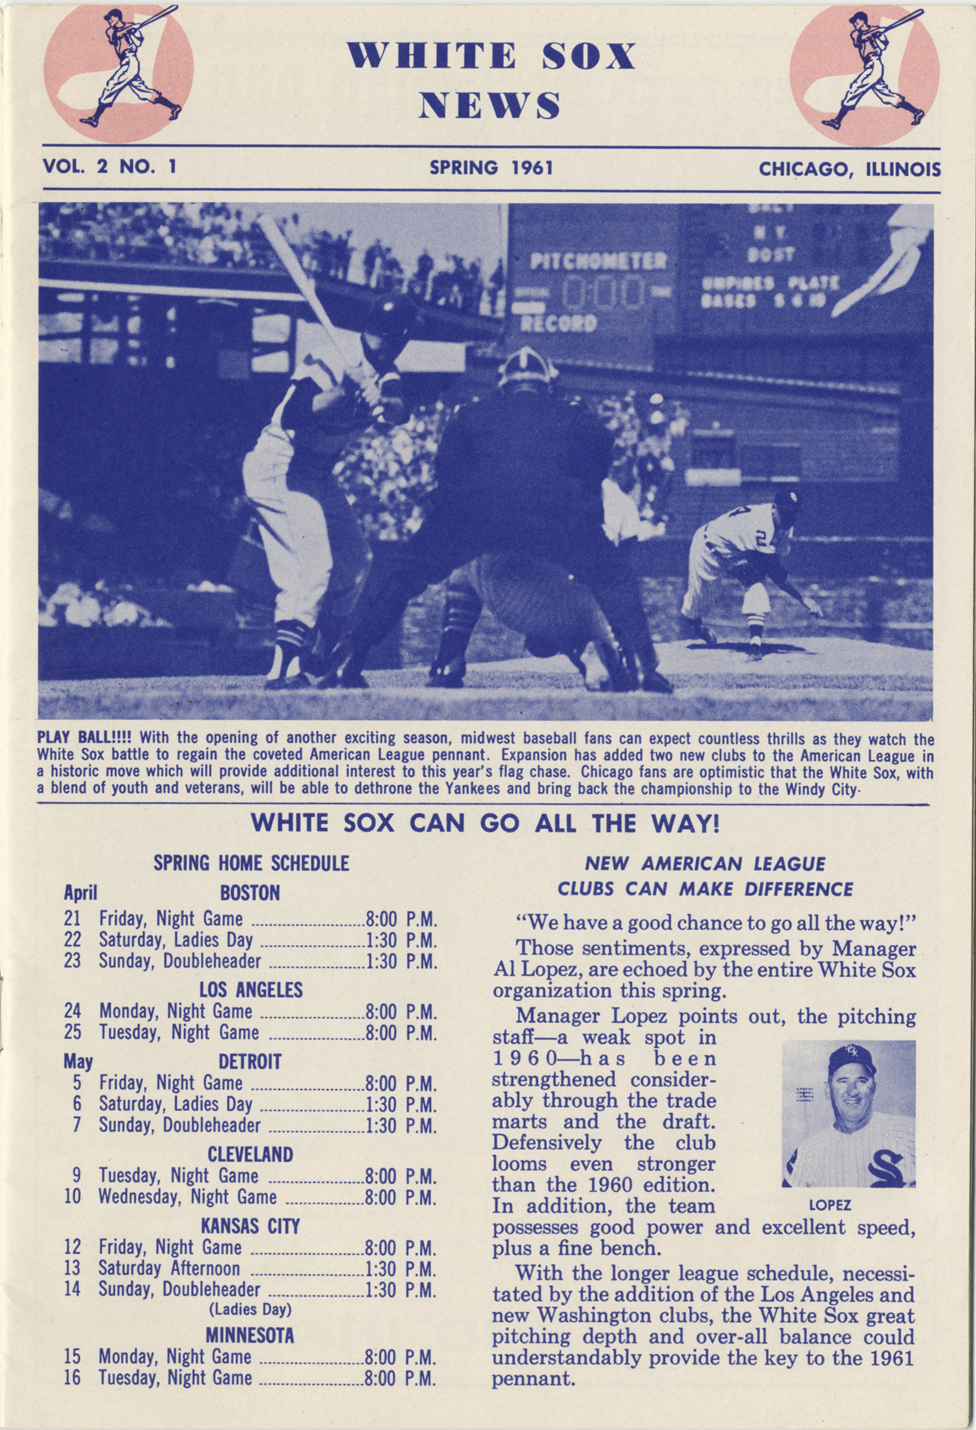 WHITE SOX
NEWS
VOL. 2 NO. 1 SPRING 1961 CHICAGO, ILLINOIS
N.Y.
BOST
PITCHOMETER
0:00
UMPIRES PLATE
BASES 5 6 10
RECORD
2
PLAY BALL!!!! With the opening of another exciting season, midwest baseball fans can expect countless thrills as they watch the
White Sox battle to regain the coveted American League pennant. Expansion has added two new clubs to the American League in
a historic move which will provide additional interest to this year's flag chase. Chicago fans are optimistic that the White Sox, with
a blend of youth and veterans, will be able to dethrone the Yankees and bring back the championship to the Windy City.
WHITE SOX CAN GO ALL THE WAY!
SPRING HOME SCHEDULE
April BOSTON
21 Friday, Night Game ........................8:00 P.M.
22 Saturday, Ladies Day ......................1:30 P.M.
23 Sunday, Doubleheader ....................1:30 P.M.
LOS ANGELES
24 Monday, Night Game ......................8:00 P.M.
25 Tuesday, Night Game .....................8:00 P.M.
May DETROIT
5 Friday, Night Game ........................8:00 P.M.
6 Saturday, Ladies Day ......................1:30 P.M.
7 Sunday, Doubleheader ....................1:30 P.M.
CLEVELAND
9 Tuesday, Night Game .....................8:00 P.M.
10 Wednesday, Night Game .................8:00 P.M.
KANSAS CITY
12 Friday, Night Game ........................8:00 P.M.
13 Saturday Afternoon ........................1:30 P.M.
14 Sunday, Doubleheader ....................1:30 P.M.
(Ladies Day)
MINNESOTA
15 Monday, Night Game ......................8:00 P.M.
16 Tuesday, Night Game ......................8:00 P.M.
NEW AMERICAN LEAGUE
CLUBS CAN MAKE DIFFERENCE
“We have a good chance to go all the way!”
Those sentiments, expressed by Manager
Al Lopez, are echoed by the entire White Sox
organization this spring.
Manager Lopez points out, the pitching
staff—a weak spot in
1960—has been
strengthened consider-
ably through the trade
marts and the draft.
Defensively the club
looms even stronger
than the 1960 edition.
In addition, the team
possesses good power and excellent speed,
plus a fine bench.
SOX
S
LOPEZ
With the longer league schedule, necessi-
tated by the addition of the Los Angeles and
new Washington clubs, the White Sox great
pitching depth and over-all balance could
understandably provide the key to the 1961
pennant.